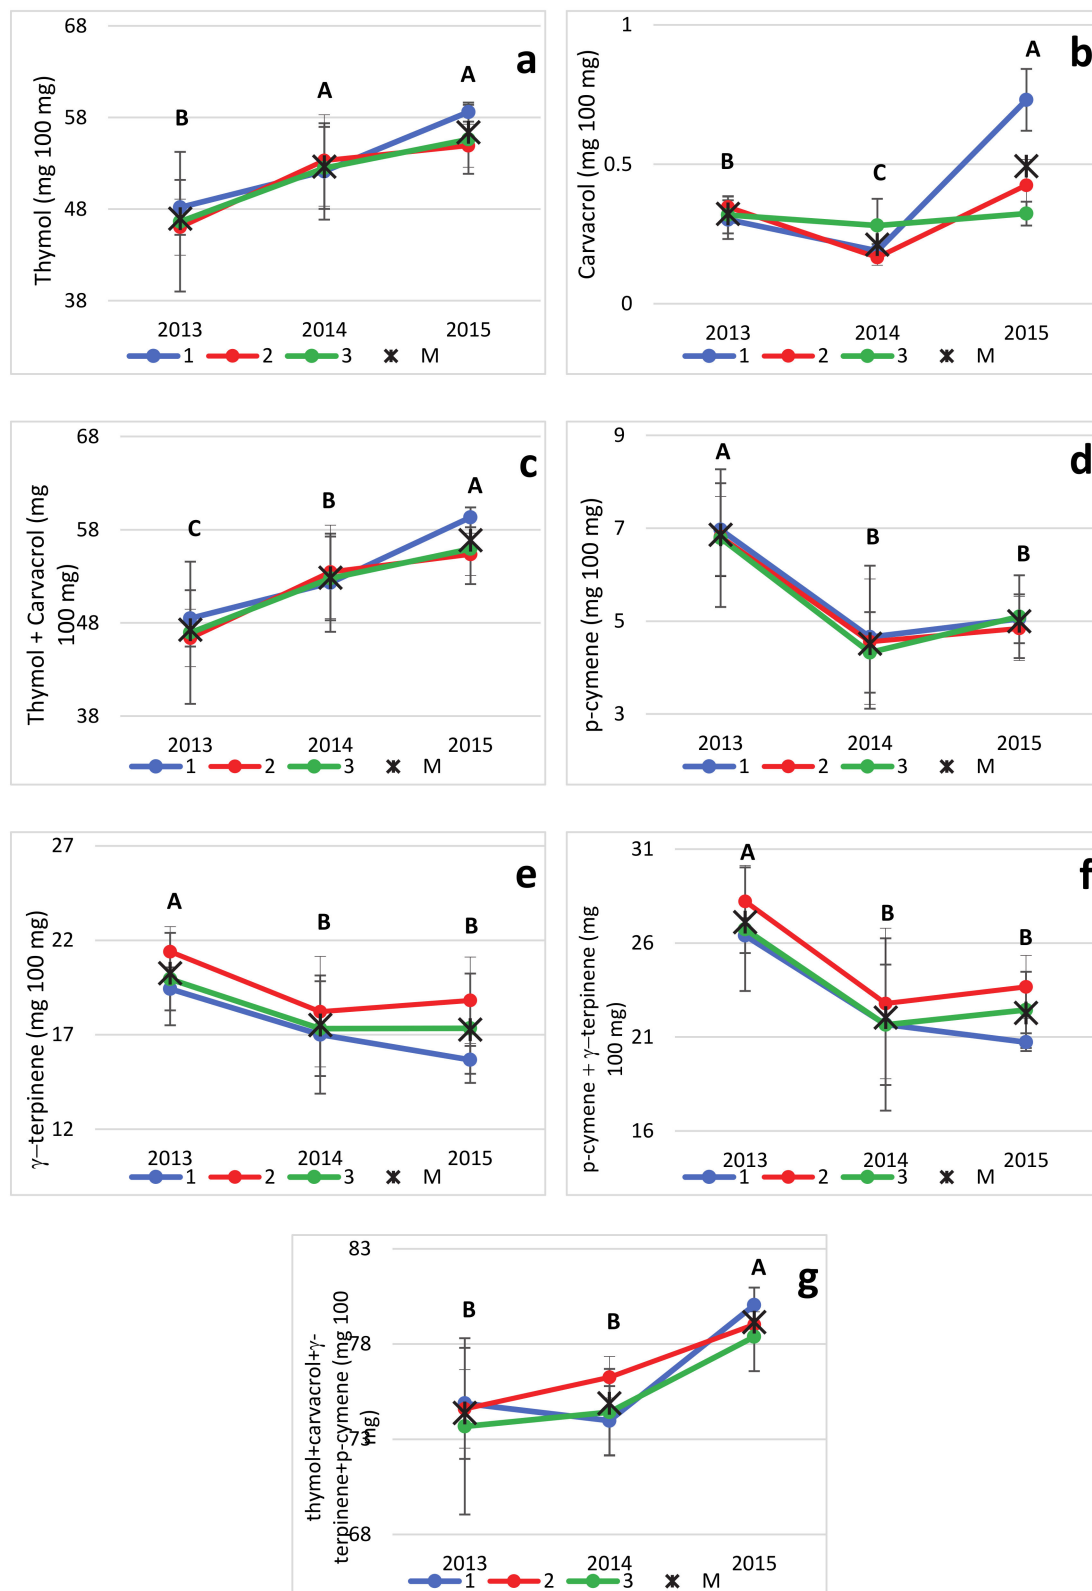 68
a
A
A
58
B
48
38
Thymol (mg 100 mg)
2013
2014
2015
1
2
3
M
1
b
A
B
C
0.5
0
Carvacrol (mg 100 mg)
2013
2014
2015
1
2
3
M
68
c
A
B
C
58
48
38
Thymol + Carvacrol (mg
100 mg)
2013
2014
2015
1
2
3
M
9
d
A
B
B
7
5
3
p-cymene (mg 100 mg)
2013
2014
2015
1
2
3
M
27
e
A
B
B
22
17
12
γ–terpinene (mg 100 mg)
2013
2014
2015
1
2
3
M
31
f
A
B
B
26
21
16
p-cymene + γ–terpinene (mg
100 mg)
2013
2014
2015
1
2
3
M
83
g
A
B
B
78
73
68
thymol+carvacrol+γ-
terpinene+p-cymene (mg 100
mg)
2013
2014
2015
1
2
3
M